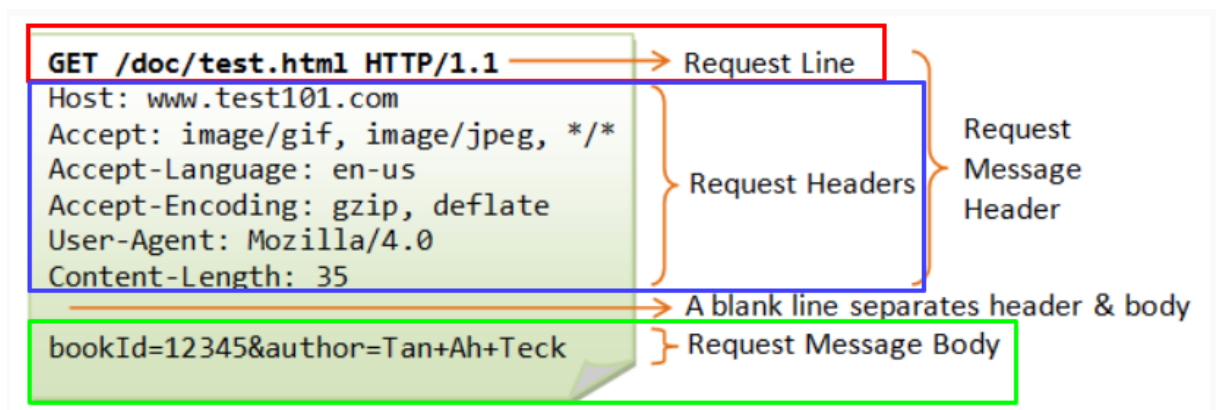 GET /doc/test.html HTTP/1.1
Request Line
Host: www.test101.com
Accept: image/gif, image/jpeg, */*
Accept-Language: en-us
Accept-Encoding: gzip, deflate
User-Agent: Mozilla/4.0
Content-Length: 35
Request Headers
Request
Message
Header
A blank line separates header & body
bookId=12345&author=Tan+Ah+Teck
Request Message Body